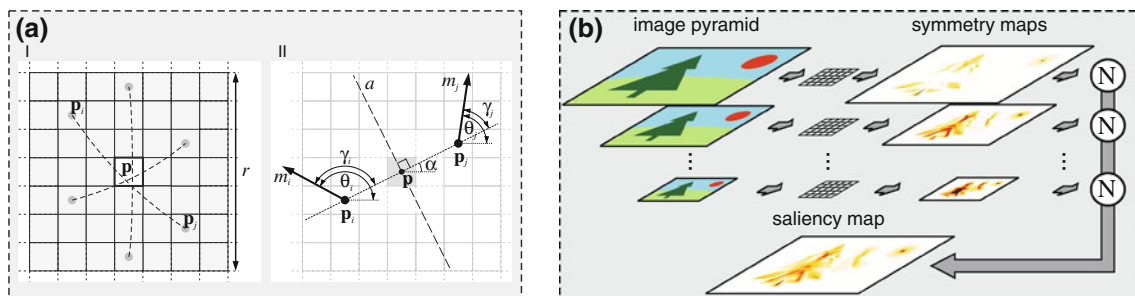 (a)
I
p_i
p
p_j
r
II
a
m_j
γ_j
θ_j
p_j
α
p
m_i
γ_i
θ_i
p_i
(b)
image pyramid
symmetry maps
N
N
⋮ ⋮ ⋮
N
saliency map